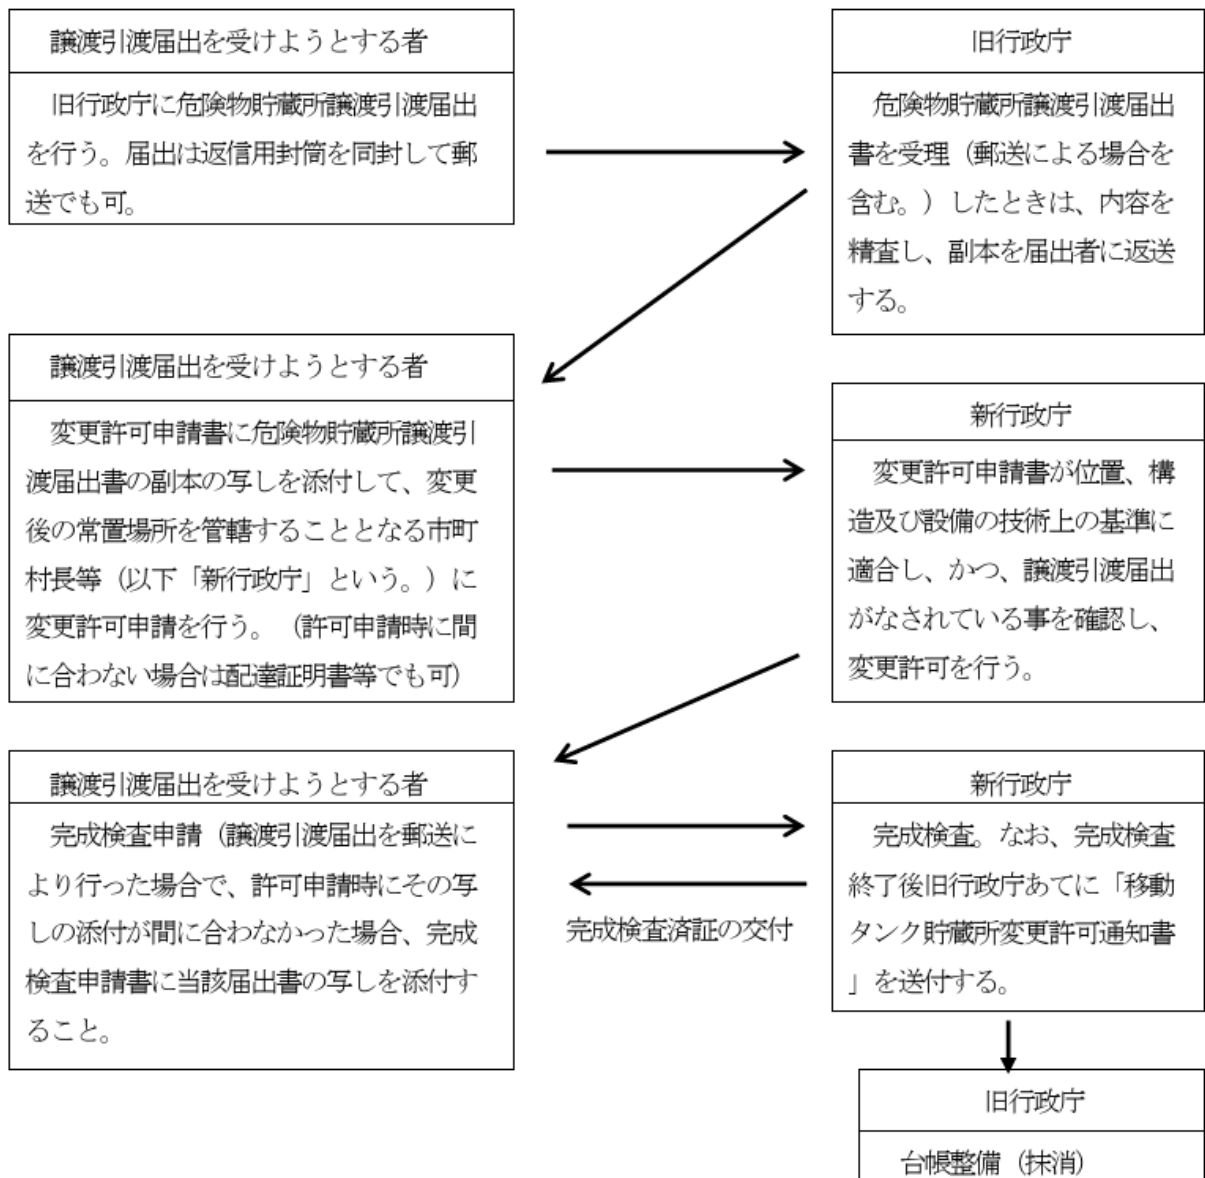 譲渡引渡届出を受けようとする者
旧行政庁に危険物貯蔵所譲渡引渡届出
を行う。届出は返信用封筒を同封して郵
送でも可。
旧行政庁
危険物貯蔵所譲渡引渡届出
書を受理（郵送による場合を
含む。）したときは、内容を
精査し、副本を届出者に返送
する。
譲渡引渡届出を受けようとする者
変更許可申請書に危険物貯蔵所譲渡引
渡届出書の副本の写しを添付して、変更
後の常置場所を管轄することとなる市町
村長等（以下「新行政庁」という。）に
変更許可申請を行う。（許可申請時に間
に合わない場合は配達証明書等でも可）
新行政庁
変更許可申請書が位置、構
造及び設備の技術上の基準に
適合し、かつ、譲渡引渡届出
がなされている事を確認し、
変更許可を行う。
譲渡引渡届出を受けようとする者
完成検査申請（譲渡引渡届出を郵送に
より行った場合で、許可申請時にその写
しの添付が間に合わなかった場合、完成
検査申請書に当該届出書の写しを添付す
ること。
完成検査済証の交付
新行政庁
完成検査。なお、完成検査
終了後旧行政庁あてに「移動
タンク貯蔵所変更許可通知書
」を送付する。
旧行政庁
台帳整備（抹消）